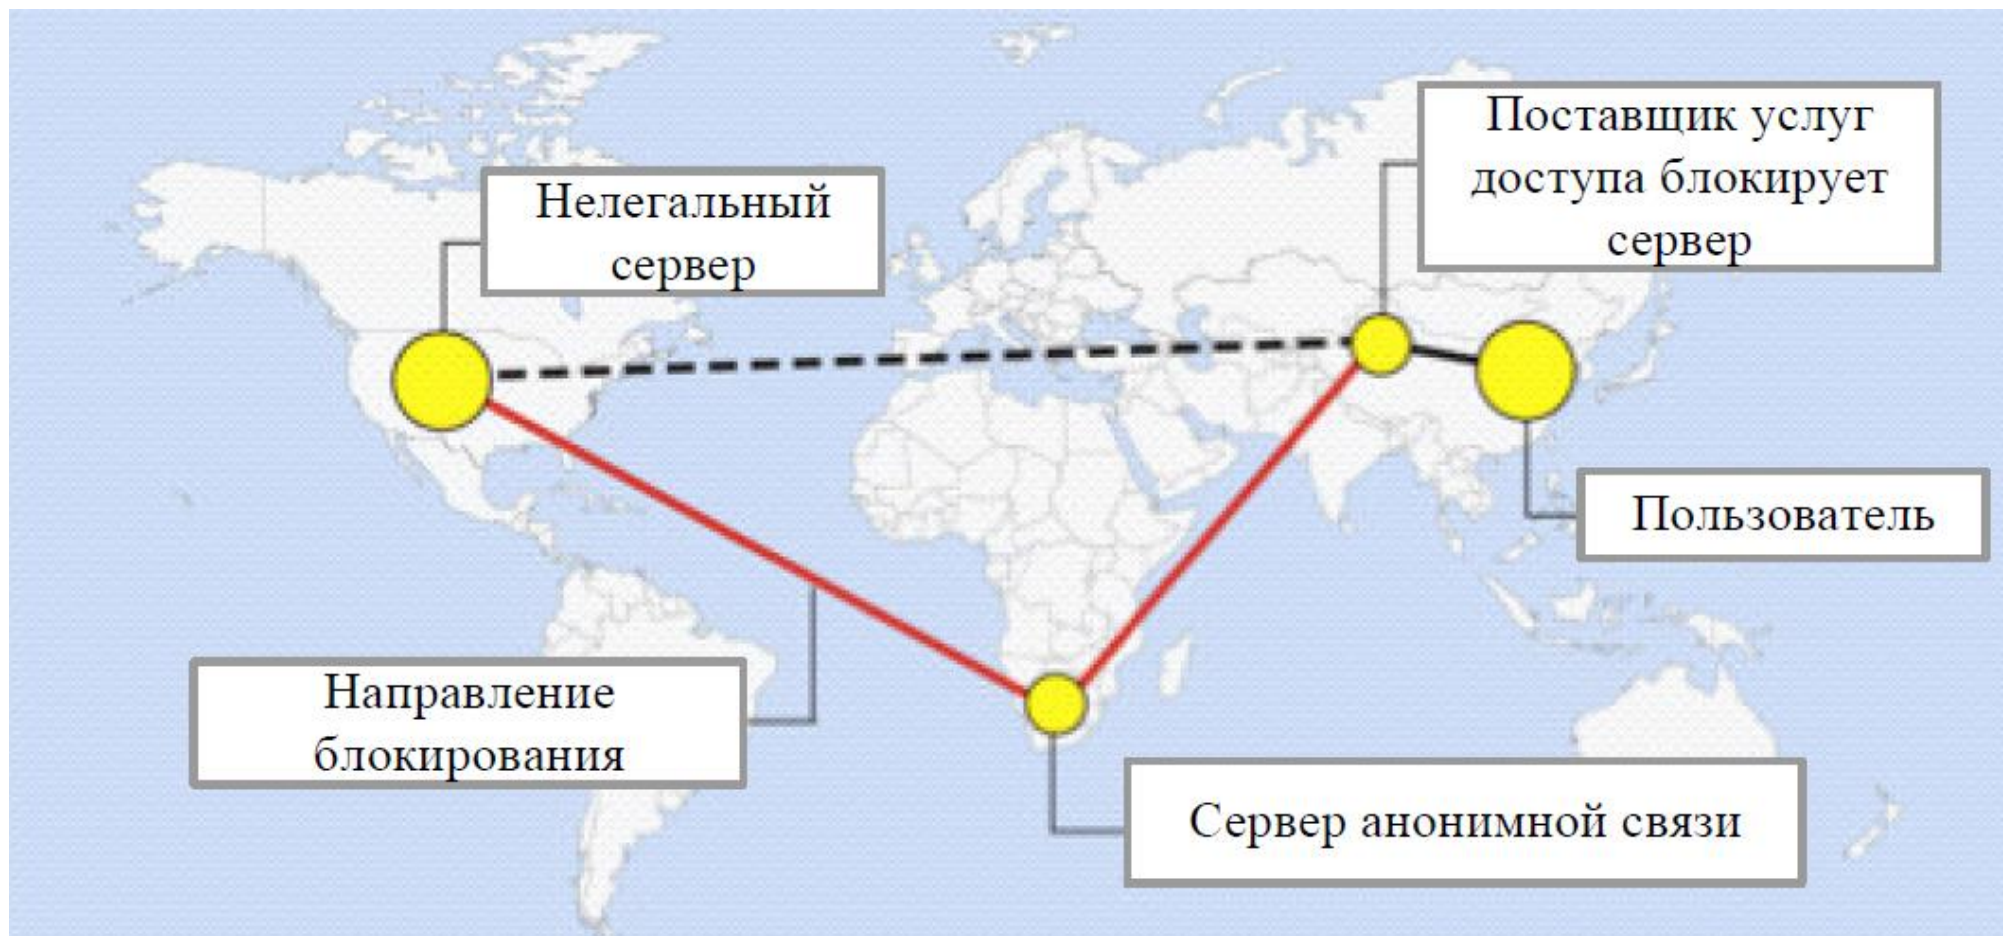 Поставщик услуг
доступа блокирует
сервер
Нелегальный
сервер
Пользователь
Направление
блокирования
Сервер анонимной связи